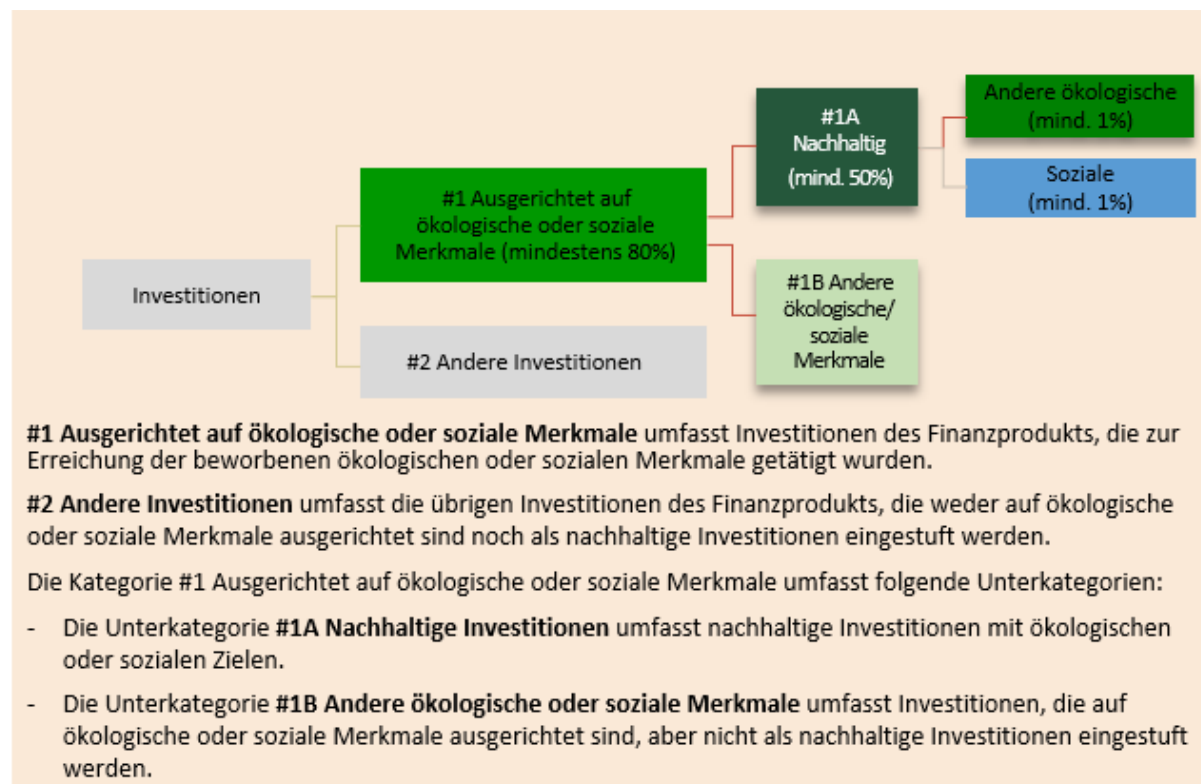 Andere ökologische
(mind. 1%)
#1A
Nachhaltig
(mind. 50%)
Soziale
(mind. 1%)
#1 Ausgerichtet auf
ökologische oder soziale
Merkmale (mindestens 80%)
Investitionen
#1B Andere
ökologische/
soziale
Merkmale
#2 Andere Investitionen
#1 Ausgerichtet auf ökologische oder soziale Merkmale umfasst Investitionen des Finanzprodukts, die zur
Erreichung der beworbenen ökologischen oder sozialen Merkmale getätigt wurden.
#2 Andere Investitionen umfasst die übrigen Investitionen des Finanzprodukts, die weder auf ökologische
oder soziale Merkmale ausgerichtet sind noch als nachhaltige Investitionen eingestuft werden.
Die Kategorie #1 Ausgerichtet auf ökologische oder soziale Merkmale umfasst folgende Unterkategorien:
- Die Unterkategorie #1A Nachhaltige Investitionen umfasst nachhaltige Investitionen mit ökologischen
oder sozialen Zielen.
- Die Unterkategorie #1B Andere ökologische oder soziale Merkmale umfasst Investitionen, die auf
ökologische oder soziale Merkmale ausgerichtet sind, aber nicht als nachhaltige Investitionen eingestuft
werden.